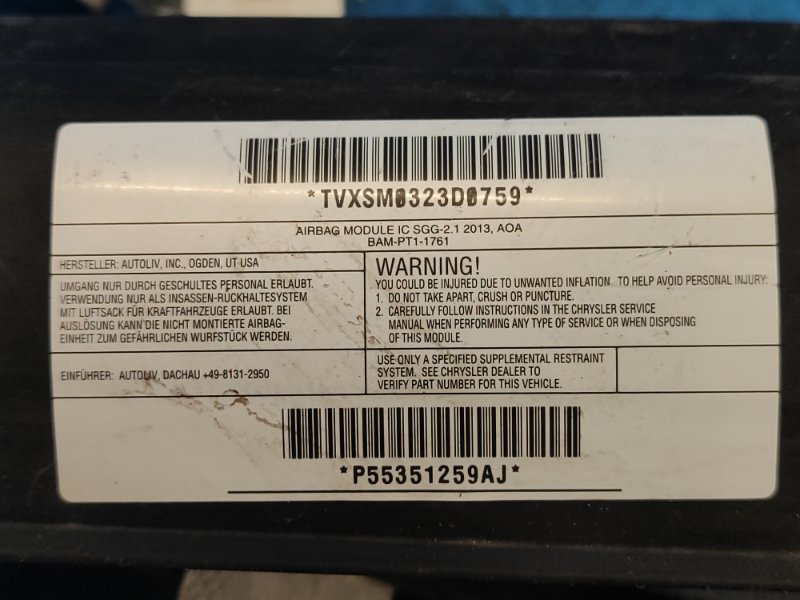 *TVXSM0323D0759*
AIRBAG MODULE IC SGG-2.1 2013, AOA
BAM-PT1-1761
HERSTELLER: AUTOLIV, INC., OGDEN, UT USA
UMGANG NUR DURCH GESCHULTES PERSONAL ERLAUBT.
VERWENDUNG NUR ALS INSASSEN-RÜCKHALTESYSTEM
MIT LUFTSACK FÜR KRAFTFAHRZEUGE ERLAUBT. BEI
AUSLÖSUNG KANN DIE NICHT MONTIERTE AIRBAG-
EINHEIT ZUM GEFÄHRLICHEN WURFSTÜCK WERDEN.
EINFÜHRER: AUTOLIV, DACHAU +49-8131-2950
WARNING!
YOU COULD BE INJURED DUE TO UNWANTED INFLATION. TO HELP AVOID PERSONAL INJURY:
1. DO NOT TAKE APART, CRUSH OR PUNCTURE.
2. CAREFULLY FOLLOW INSTRUCTIONS IN THE CHRYSLER SERVICE
MANUAL WHEN PERFORMING ANY TYPE OF SERVICE OR WHEN DISPOSING
OF THIS MODULE.
USE ONLY A SPECIFIED SUPPLEMENTAL RESTRAINT
SYSTEM. SEE CHRYSLER DEALER TO
VERIFY PART NUMBER FOR THIS VEHICLE.
*P55351259AJ*